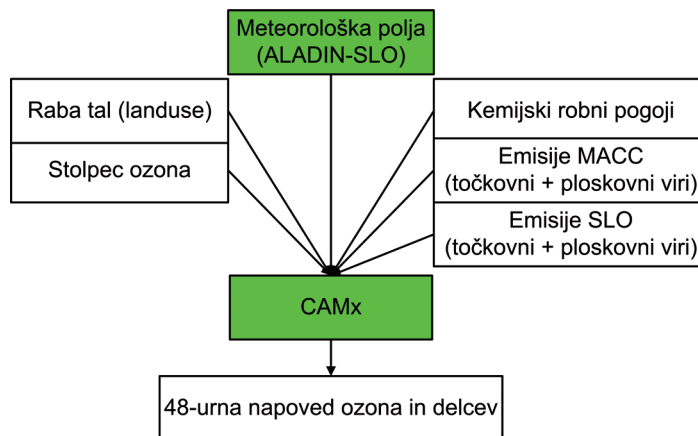 Meteorološka polja
(ALADIN-SLO)
Raba tal (landuse)
Stolpec ozona
Kemijski robni pogoji
Emisije MACC
(točkovni + ploskovni viri)
Emisije SLO
(točkovni + ploskovni viri)
CAMx
48-urna napoved ozona in delcev